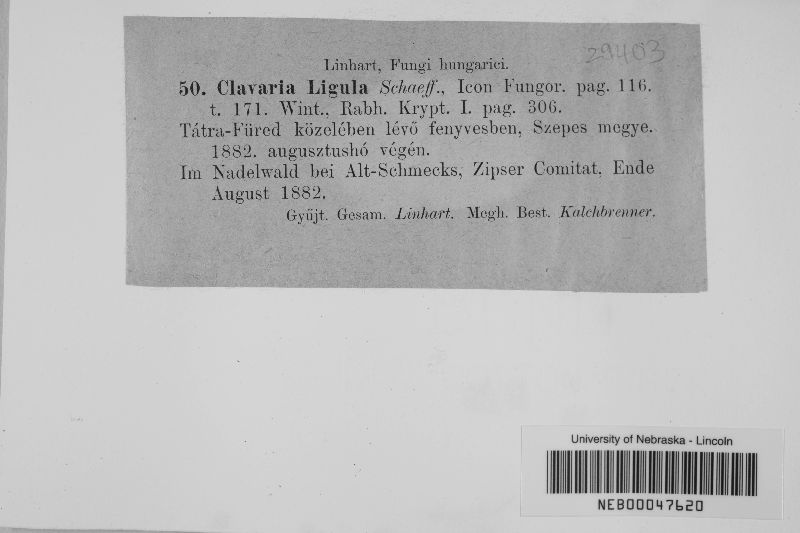 29403
Linhart, Fungi hungarici.
50. Clavaria Ligula Schaeff., Icon Fungor. pag. 116.
t. 171. Wint., Rabh. Krypt. I. pag. 306.
Tátra-Füred közelében lévő fenyvesben, Szepes megye.
1882. augusztushó végén.
Im Nadelwald bei Alt-Schmecks, Zipser Comitat, Ende
August 1882.
Gyűjt. Gesam. Linhart. Megh. Best. Kalchbrenner.
University of Nebraska - Lincoln
NEB00047620